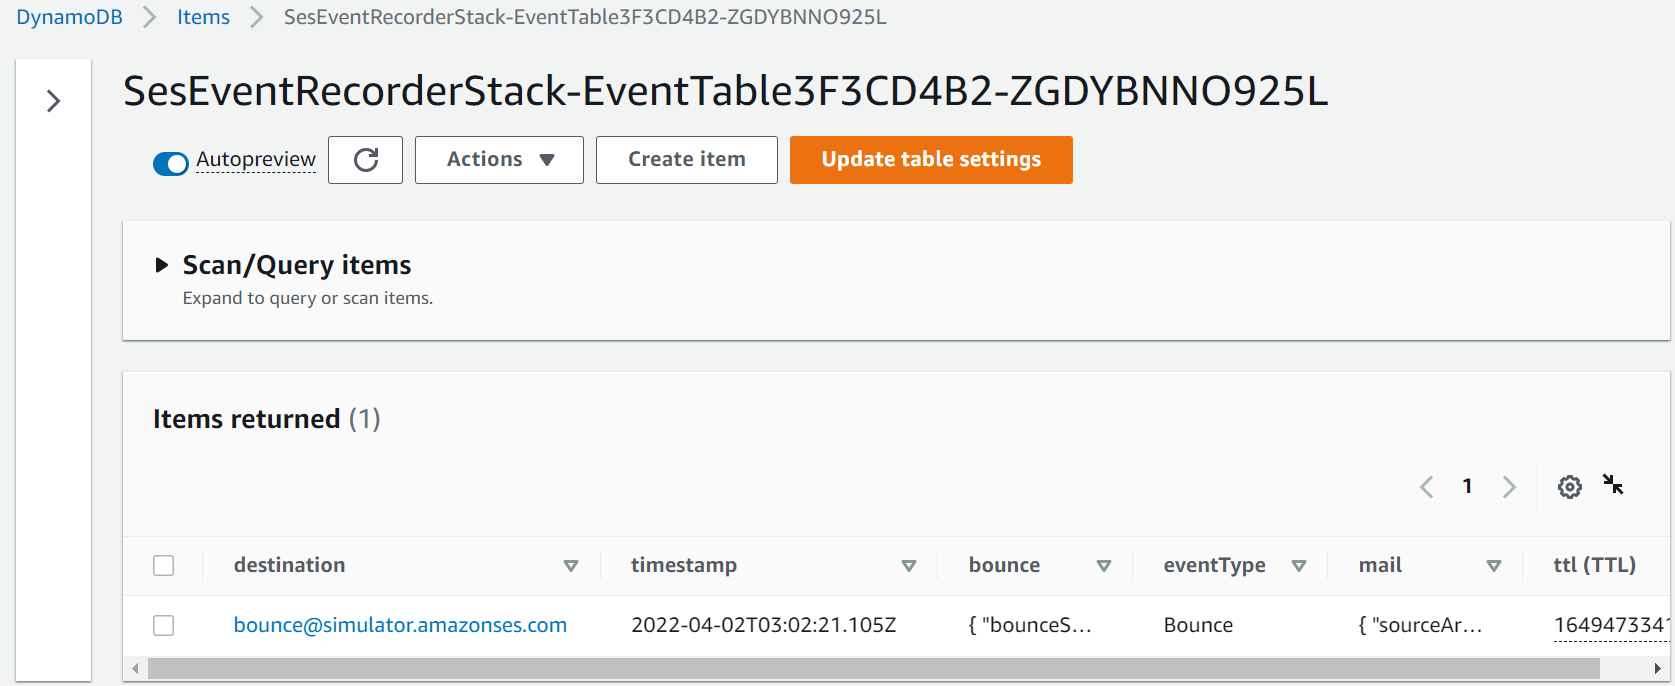 DynamoDB > Items > SesEventRecorderStack-EventTable3F3CD4B2-ZGDYBNNO925L
SesEventRecorderStack-EventTable3F3CD4B2-ZGDYBNNO925L
Autopreview Actions Create item Update table settings
Scan/Query items
Expand to query or scan items.
Items returned (1)
1
destination timestamp bounce eventType mail ttl (TTL)
bounce@simulator.amazonses.com 2022-04-02T03:02:21.105Z { "bounceS... Bounce { "sourceAr... 1649473341